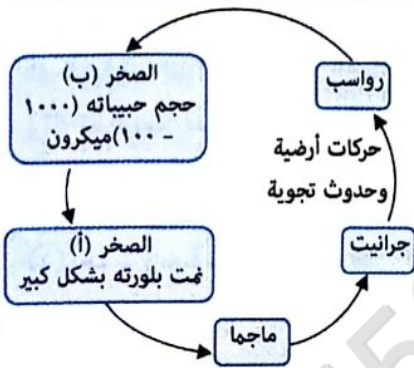 رواسب
الصخر (ب)
حجم حبيباته (١٠٠٠
– ١٠٠) ميكرون
حركات أرضية
وحدوث تجوية
جرانيت
الصخر (أ)
نمت بلورته بشكل كبير
ماجما